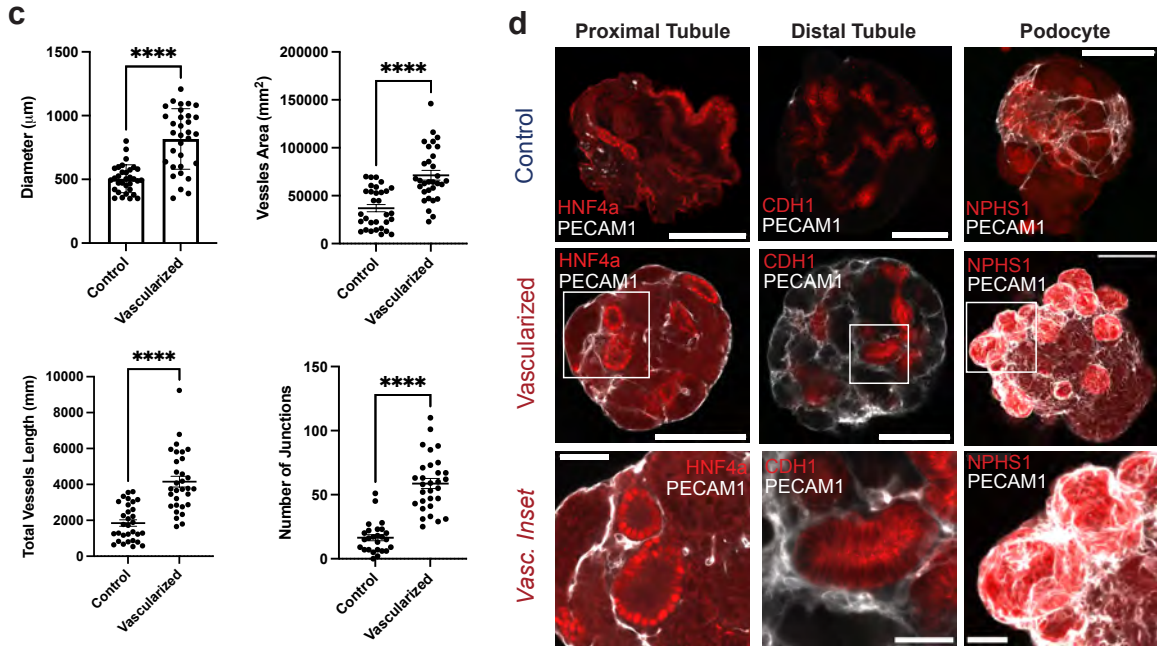 c
1500
1000
500
0
Diameter (μm)
****
Control
Vascularized
200000
150000
100000
50000
0
Vessles Area (mm²)
****
Control
Vascularized
10000
8000
6000
4000
2000
0
Total Vessels Length (mm)
****
Control
Vascularized
150
100
50
0
Number of Junctions
****
Control
Vascularized
d
Proximal Tubule
Distal Tubule
Podocyte
Control
HNF4a
PECAM1
CDH1
PECAM1
NPHS1
PECAM1
Vascularized
HNF4a
PECAM1
CDH1
PECAM1
NPHS1
PECAM1
Vasc. Inset
HNF4a
PECAM1
CDH1
PECAM1
NPHS1
PECAM1